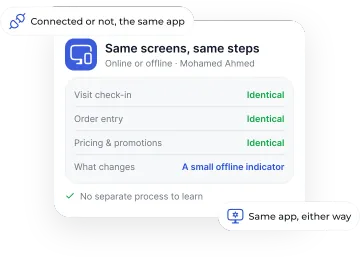 Connected or not, the same app
Same screens, same steps
Online or offline · Mohamed Ahmed
Visit check-in Identical
Order entry Identical
Pricing & promotions Identical
What changes A small offline indicator
No separate process to learn
Same app, either way